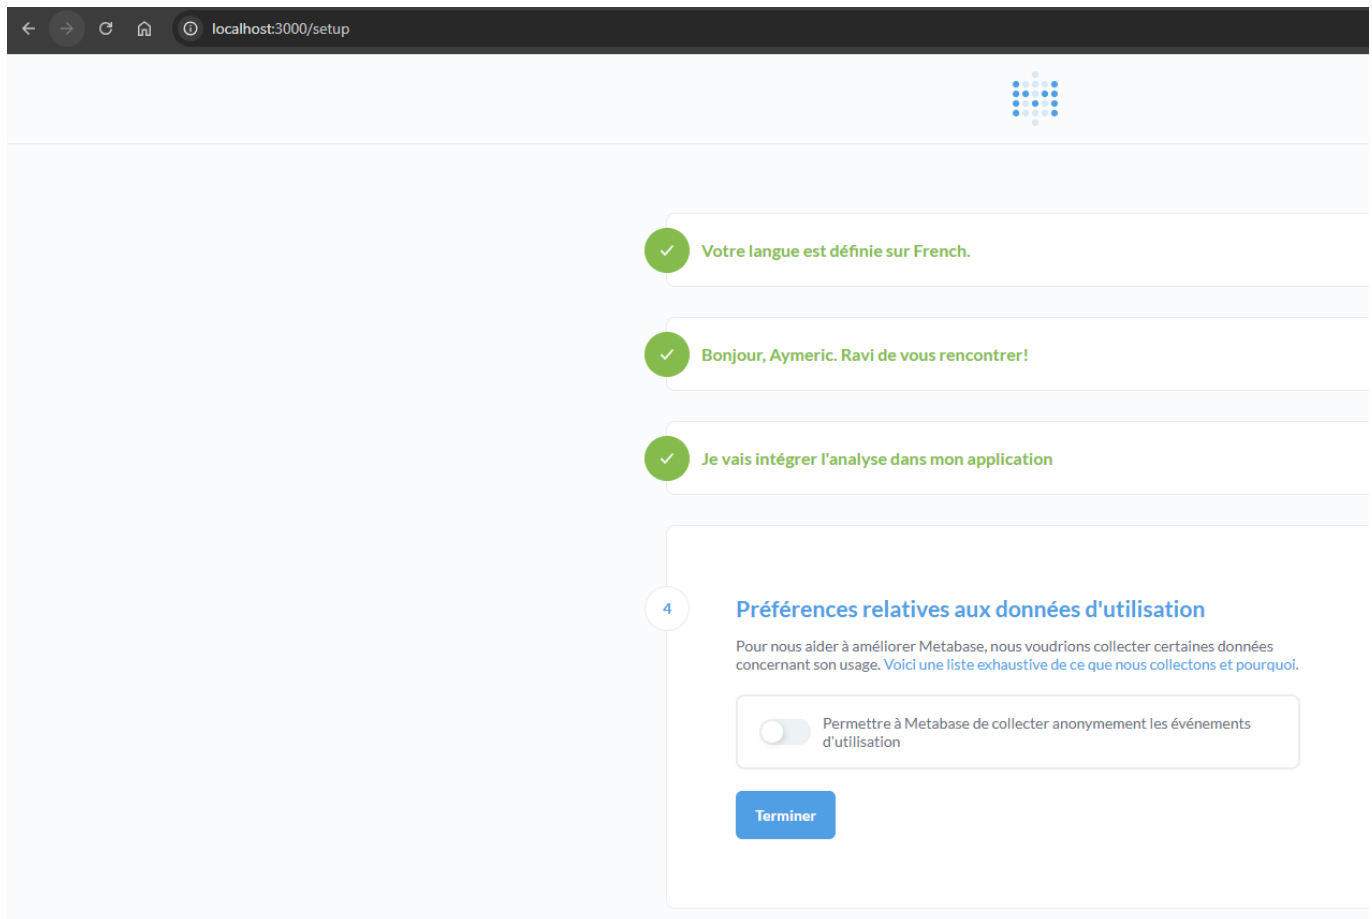 localhost:3000/setup
Votre langue est définie sur French.
Bonjour, Aymeric. Ravi de vous rencontrer!
Je vais intégrer l'analyse dans mon application
4
Préférences relatives aux données d'utilisation
Pour nous aider à améliorer Metabase, nous voudrions collecter certaines données
concernant son usage. Voici une liste exhaustive de ce que nous collectons et pourquoi.
Permettre à Metabase de collecter anonymement les événements
d'utilisation
Terminer